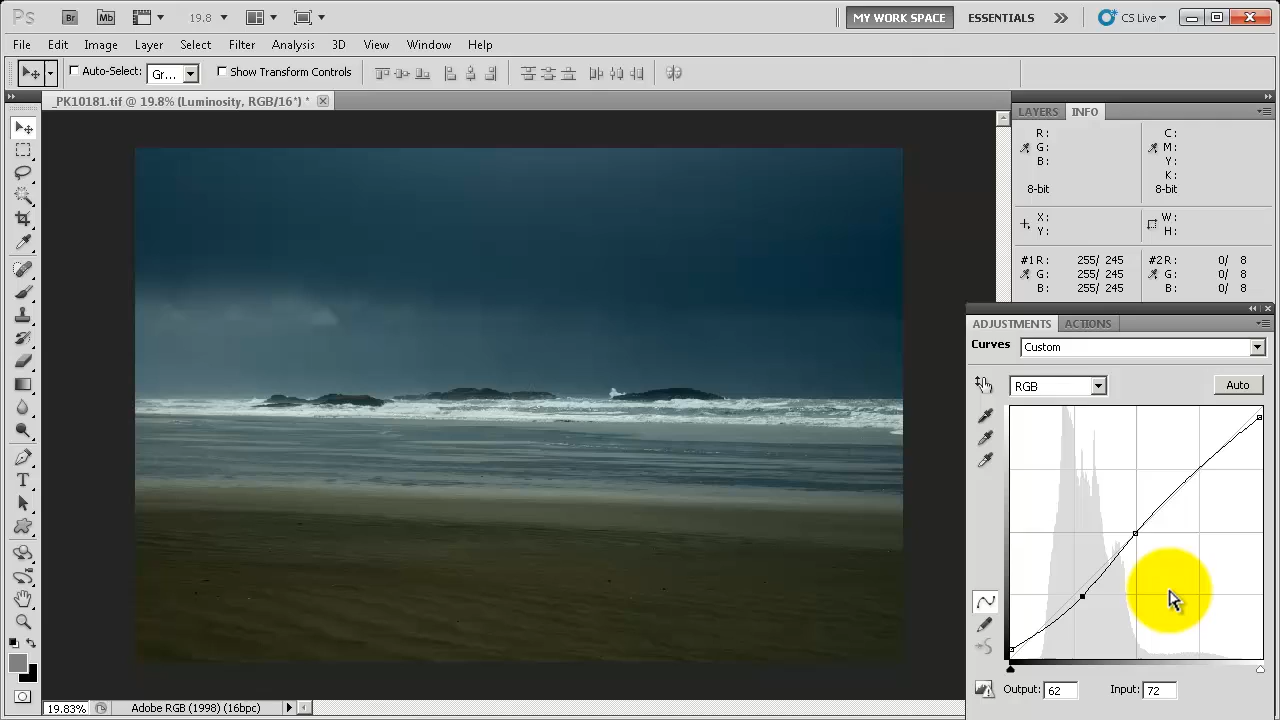 Ps Br Mb 19.8 MY WORK SPACE ESSENTIALS CS Live
File Edit Image Layer Select Filter Analysis 3D View Window Help
Auto-Select: Gr... Show Transform Controls
_PK10181.tif @ 19.8% (Luminosity, RGB/16*) *
LAYERS INFO
R: C:
G: M:
B: Y:
K:
8-bit 8-bit
X: W:
Y: H:
#1 R: 255/ 245 #2 R: 0/ 8
G: 255/ 245 G: 0/ 8
B: 255/ 245 B: 0/ 8
ADJUSTMENTS ACTIONS
Curves Custom
RGB Auto
Output: 62 Input: 72
19.83% Adobe RGB (1998) (16bpc)
T